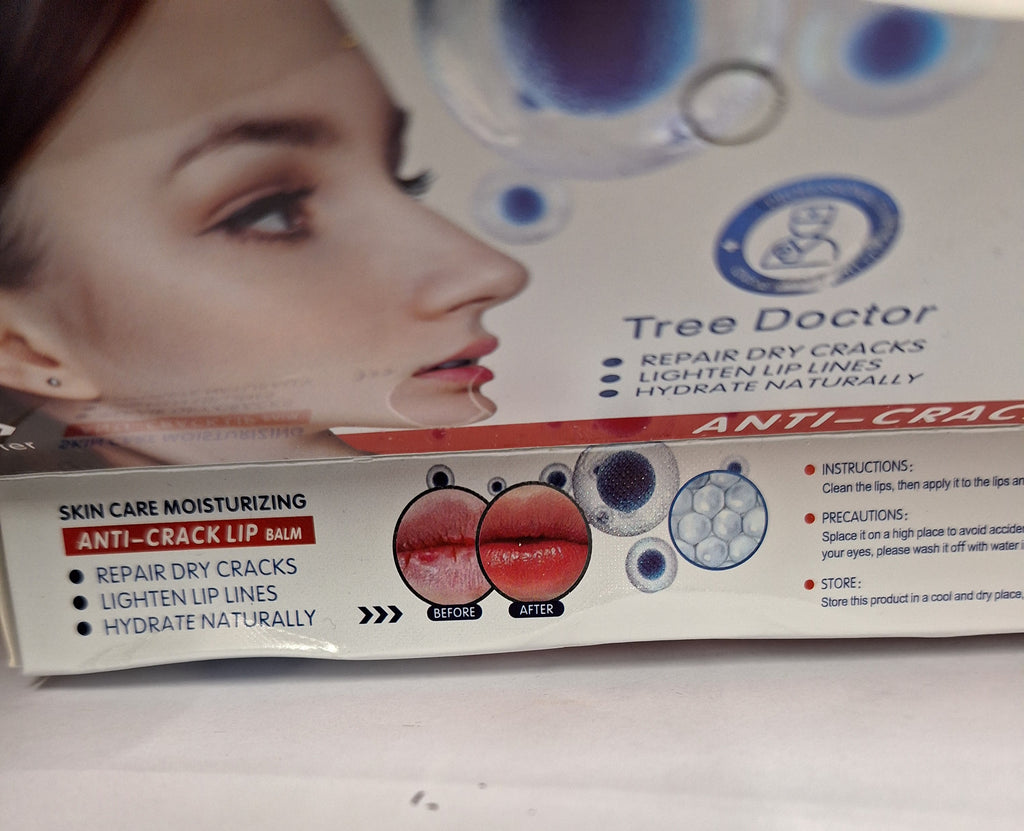 Tree Doctor
• REPAIR DRY CRACKS
• LIGHTEN LIP LINES
• HYDRATE NATURALLY
ANTI-CRAC
SKIN CARE MOISTURIZING
ANTI-CRACK LIP BALM
• REPAIR DRY CRACKS
• LIGHTEN LIP LINES
• HYDRATE NATURALLY
BEFORE
AFTER
• INSTRUCTIONS:
Clean the lips, then apply it to the lips an
• PRECAUTIONS:
Splace it on a high place to avoid accide
your eyes, please wash it off with water i
• STORE:
Store this product in a cool and dry place,